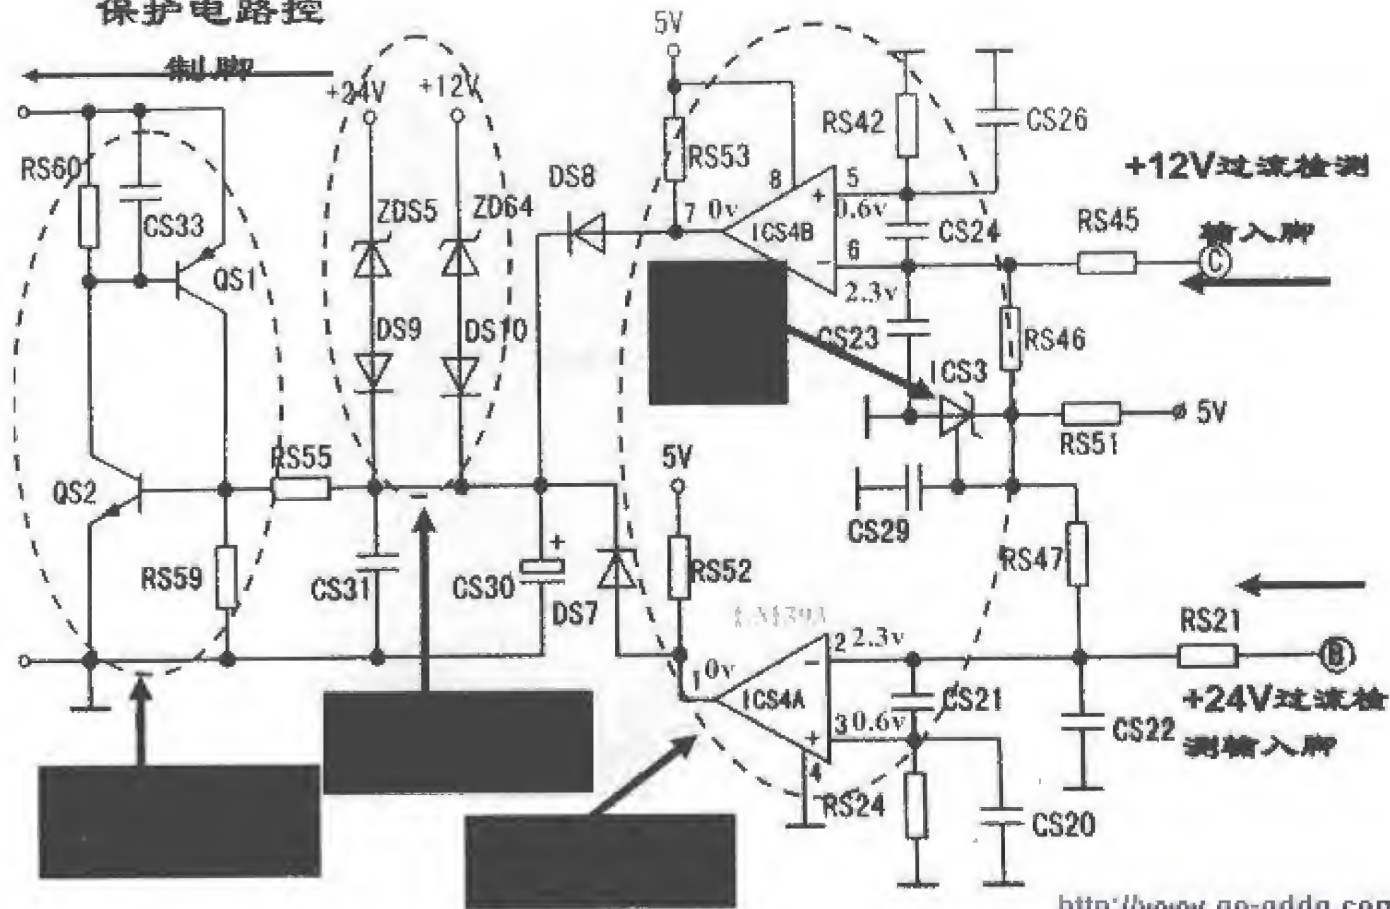 保护电路控
制脚
+24V
+12V
5V
RS42
CS26
RS60
RS53
DS8
8
5
+12V过流检测
CS33
ZDS5
ZD64
7
0v
+
0.6v
ICS4B
CS24
RS45
输入脚
C
QS1
-
6
2.3v
DS9
DS10
CS23
RS46
ICS3
5V
RS51
RS55
5V
QS2
CS29
RS47
RS59
CS31
+
CS30
DS7
RS52
LM393
RS21
2
2.3v
-
B
1
0v
ICS4A
CS21
+24V过流检
3
0.6v
+
CS22
测输入脚
4
RS24
CS20